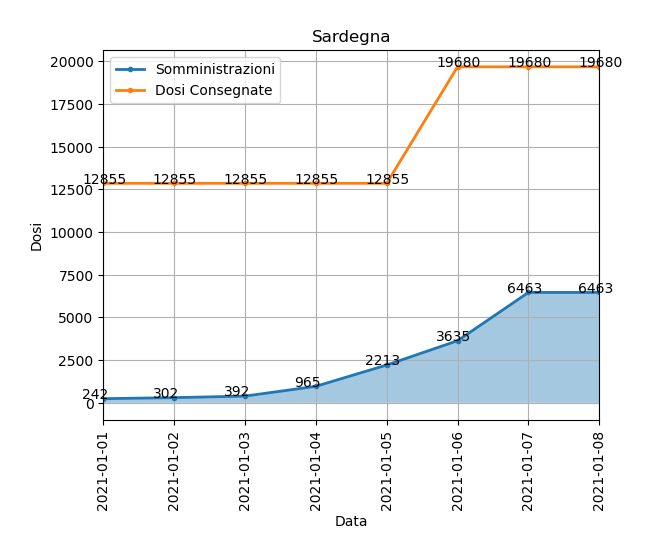 Sardegna
Somministrazioni
Dosi Consegnate
20000
17500
15000
12500
10000
7500
5000
2500
0
Dosi
12855 12855 12855 12855 12855 19680 19680 19680
242 302 392 965 2213 3635 6463 6463
2021-01-01
2021-01-02
2021-01-03
2021-01-04
2021-01-05
2021-01-06
2021-01-07
2021-01-08
Data